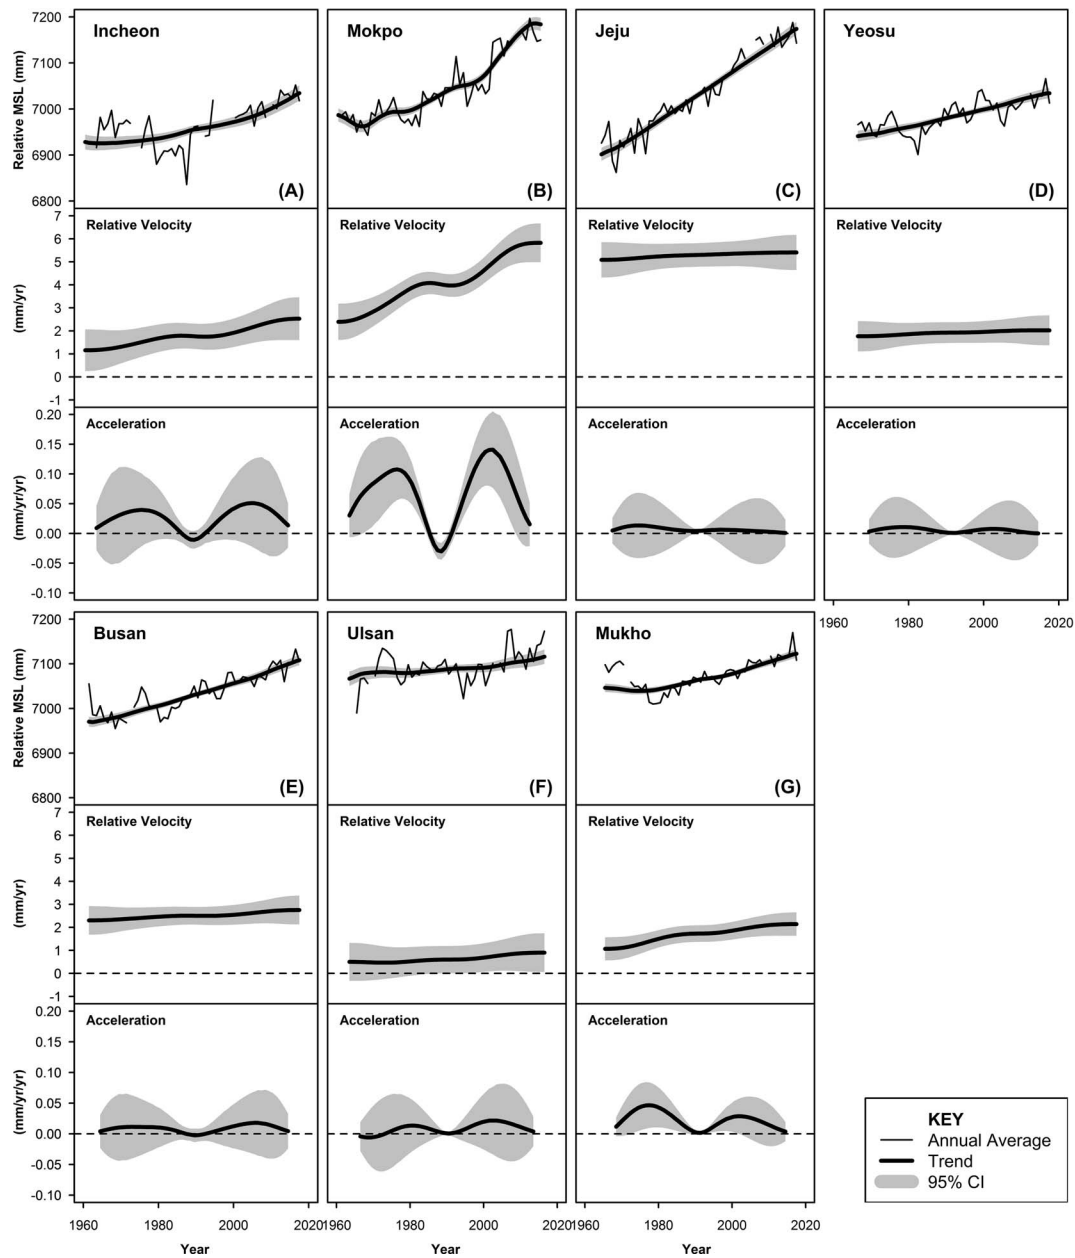 Incheon
Mokpo
Jeju
Yeosu
Relative MSL (mm)
7200
7100
7000
6900
6800
(A)
(B)
(C)
(D)
Relative Velocity
Relative Velocity
Relative Velocity
Relative Velocity
(mm/yr)
7
6
5
4
3
2
1
0
-1
Acceleration
Acceleration
Acceleration
Acceleration
(mm/yr/yr)
0.20
0.15
0.10
0.05
0.00
-0.05
-0.10
1960 1980 2000 2020
Busan
Ulsan
Mukho
Relative MSL (mm)
7200
7100
7000
6900
6800
(E)
(F)
(G)
Relative Velocity
Relative Velocity
Relative Velocity
(mm/yr)
7
6
5
4
3
2
1
0
-1
Acceleration
Acceleration
Acceleration
(mm/yr/yr)
0.20
0.15
0.10
0.05
0.00
-0.05
-0.10
1960 1980 2000 2020
1960 1980 2000 2020
1960 1980 2000 2020
Year
Year
Year
KEY
Annual Average
Trend
95% CI